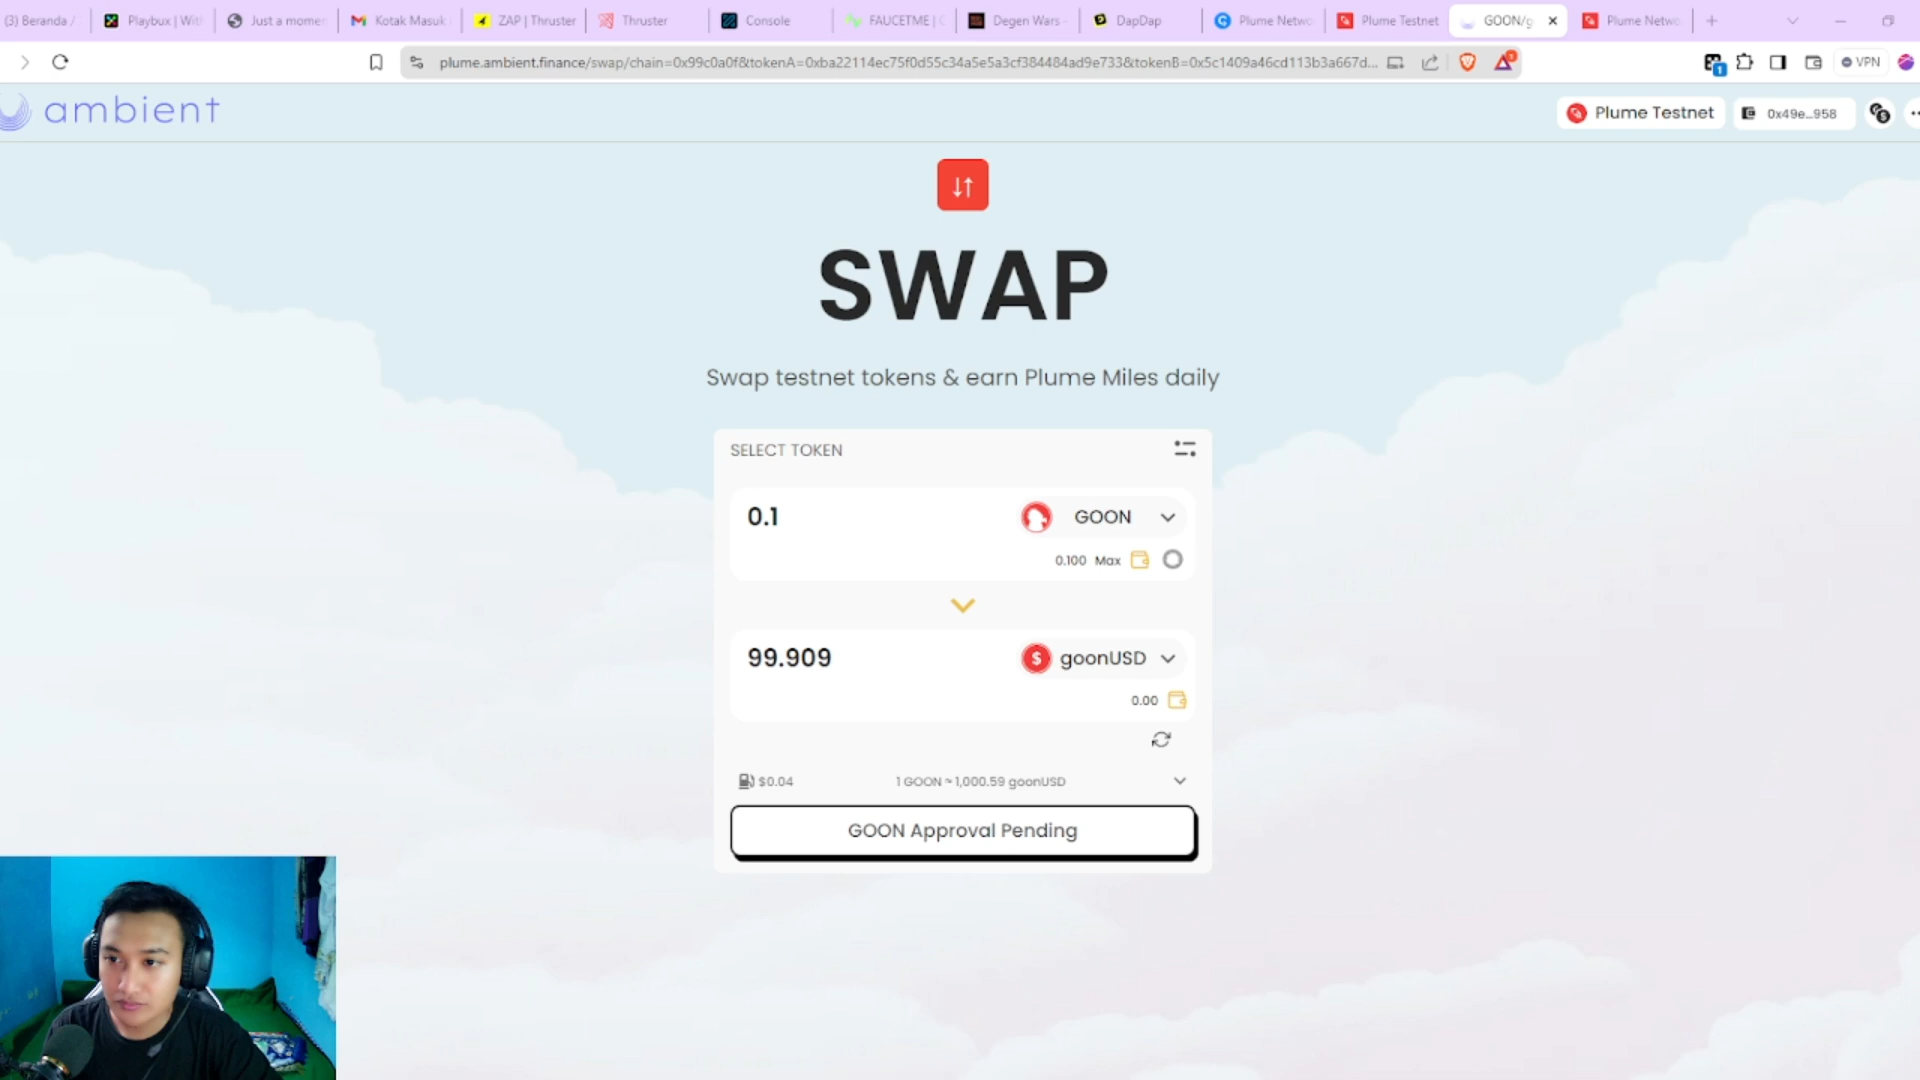 (3) Beranda /
Playbux | Wit
Just a momen
Kotak Masuk
ZAP | Thruster
Thruster
Console
FAUCETME | C
Degen Wars -
DapDap
Plume Netwo
Plume Testnet
GOON/g
Plume Netwo
plume.ambient.finance/swap/chain=0x99c0a0f&tokenA=0xba22114ec75f0d55c34a5e5a3cf384484ad9e733&tokenB=0x5c1409a46cd113b3a667d...
1
VPN
ambient
Plume Testnet
0x49e...958
SWAP
Swap testnet tokens & earn Plume Miles daily
SELECT TOKEN
0.1
GOON
0.100 Max
99.909
$ goonUSD
0.00
$0.04
1 GOON ≈ 1,000.59 goonUSD
GOON Approval Pending